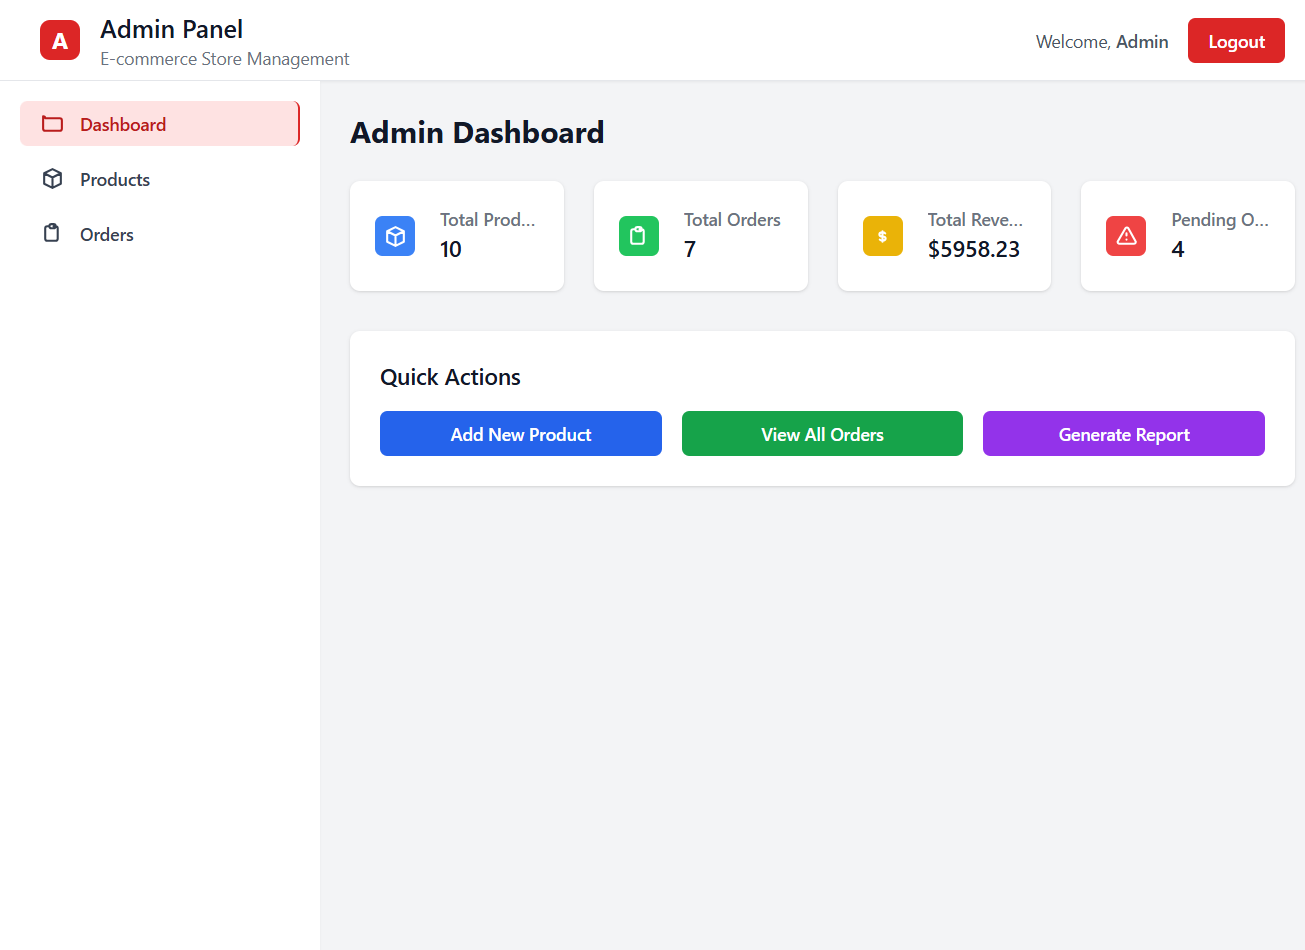 A
Admin Panel
E-commerce Store Management
Welcome, Admin
Logout
Dashboard
Products
Orders
Admin Dashboard
Total Prod...
10
Total Orders
7
$
Total Reve...
$5958.23
Pending O...
4
Quick Actions
Add New Product
View All Orders
Generate Report